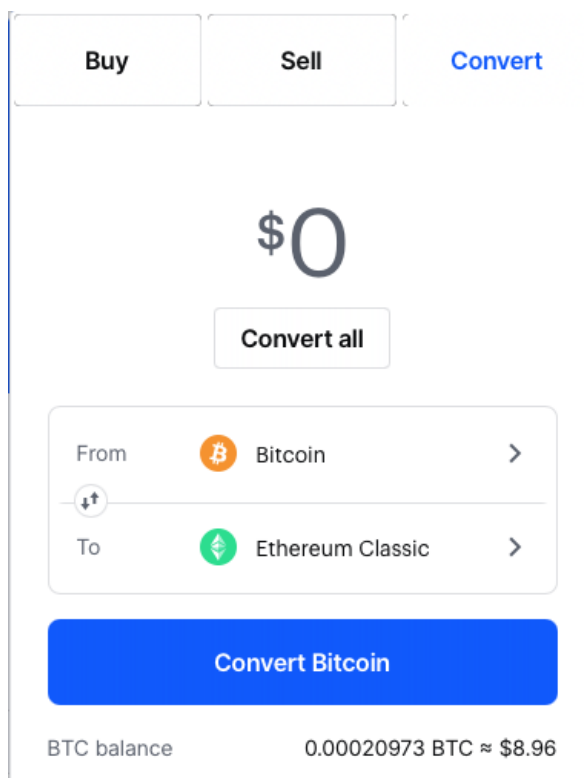 Buy Sell Convert
$0
Convert all
From Bitcoin
To Ethereum Classic
Convert Bitcoin
BTC balance 0.00020973 BTC ≈ $8.96